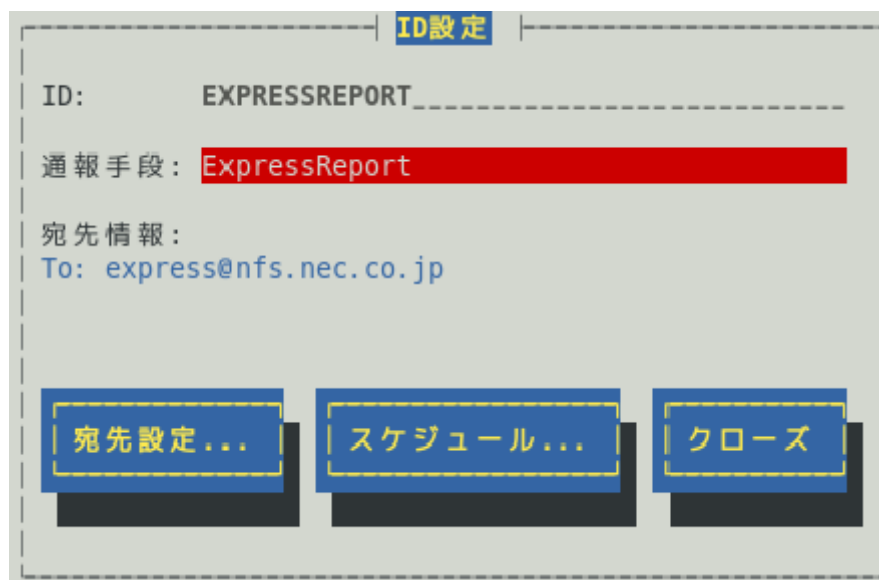 ID設定
ID: EXPRESSREPORT___________________________
通報手段: ExpressReport
宛先情報:
To: express@nfs.nec.co.jp
宛先設定... スケジュール... クローズ